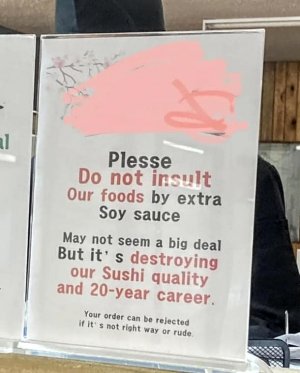 Plesse
Do not insult
Our foods by extra
Soy sauce
May not seem a big deal
But it's destroying
our Sushi quality
and 20-year career.
Your order can be rejected
if it's not right way or rude.